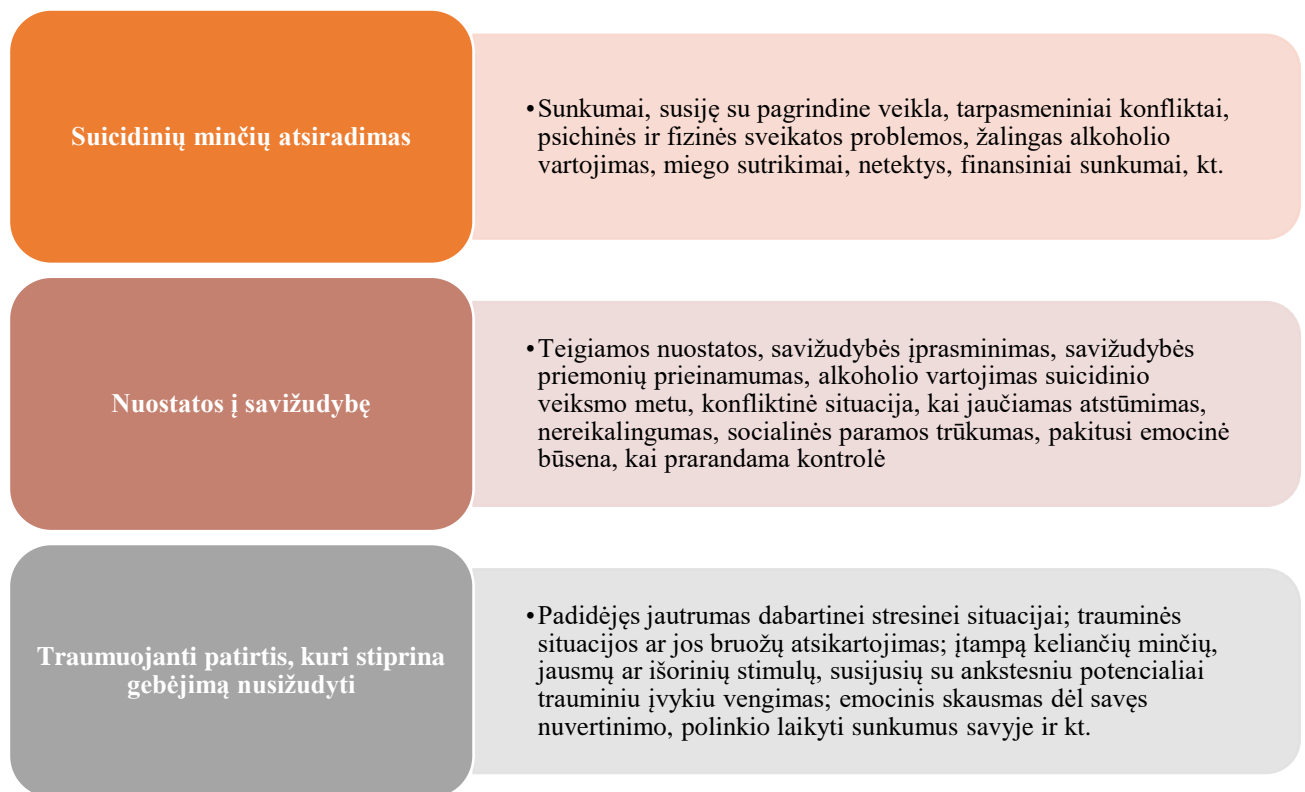 Suicidinių minčių atsiradimas
•Sunkumai, susiję su pagrindine veikla, tarpasmeniniai konfliktai,
psichinės ir fizinės sveikatos problemos, žalingas alkoholio
vartojimas, miego sutrikimai, netektys, finansiniai sunkumai, kt.
Nuostatos į savižudybę
•Teigiamos nuostatos, savižudybės įprasminimas, savižudybės
priemonių prieinamumas, alkoholio vartojimas suicidinio
veiksmo metu, konfliktinė situacija, kai jaučiamas atstūmimas,
nereikalingumas, socialinės paramos trūkumas, pakitusi emocinė
būsena, kai prarandama kontrolė
Traumuojanti patirtis, kuri stiprina
gebėjimą nusižudyti
•Padidėjęs jautrumas dabartinei stresinei situacijai; trauminės
situacijos ar jos bruožų atsikartojimas; įtampą keliančių minčių,
jausmų ar išorinių stimulų, susijusių su ankstesniu potencialiai
trauminiu įvykiu vengimas; emocinis skausmas dėl savęs
nuvertinimo, polinkio laikyti sunkumus savyje ir kt.